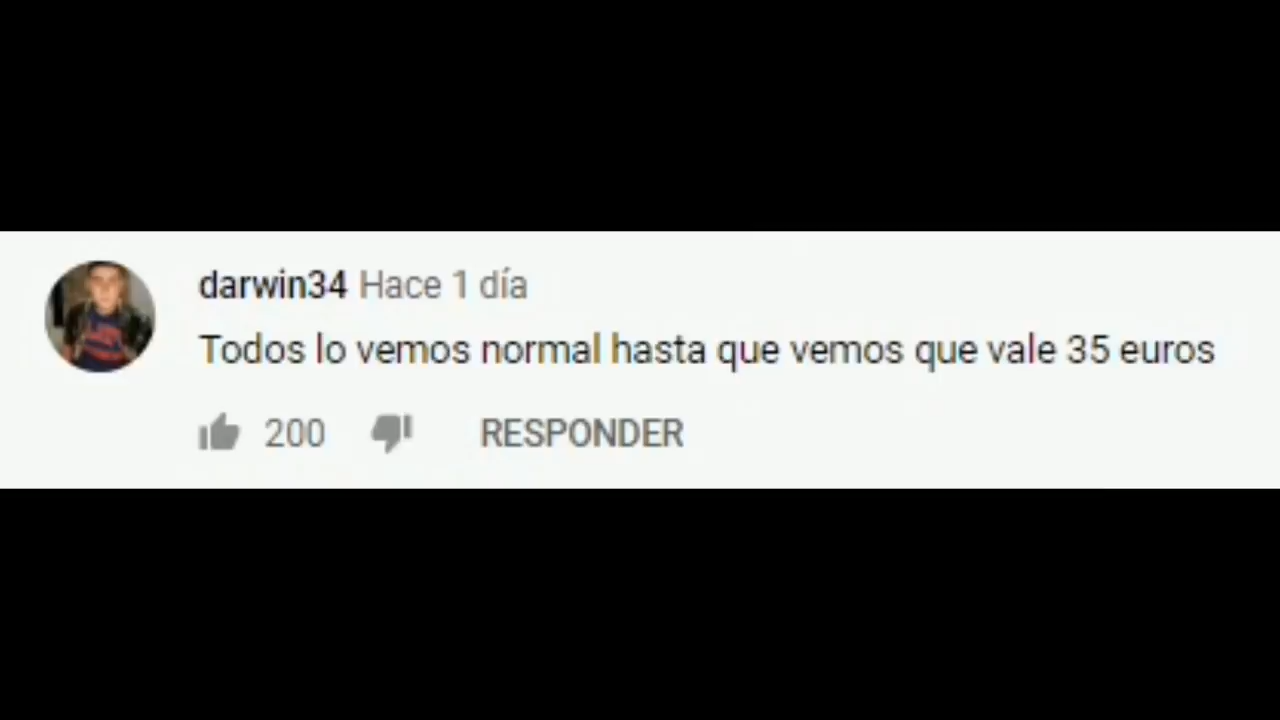 darwin34 Hace 1 día
Todos lo vemos normal hasta que vemos que vale 35 euros
200 RESPONDER